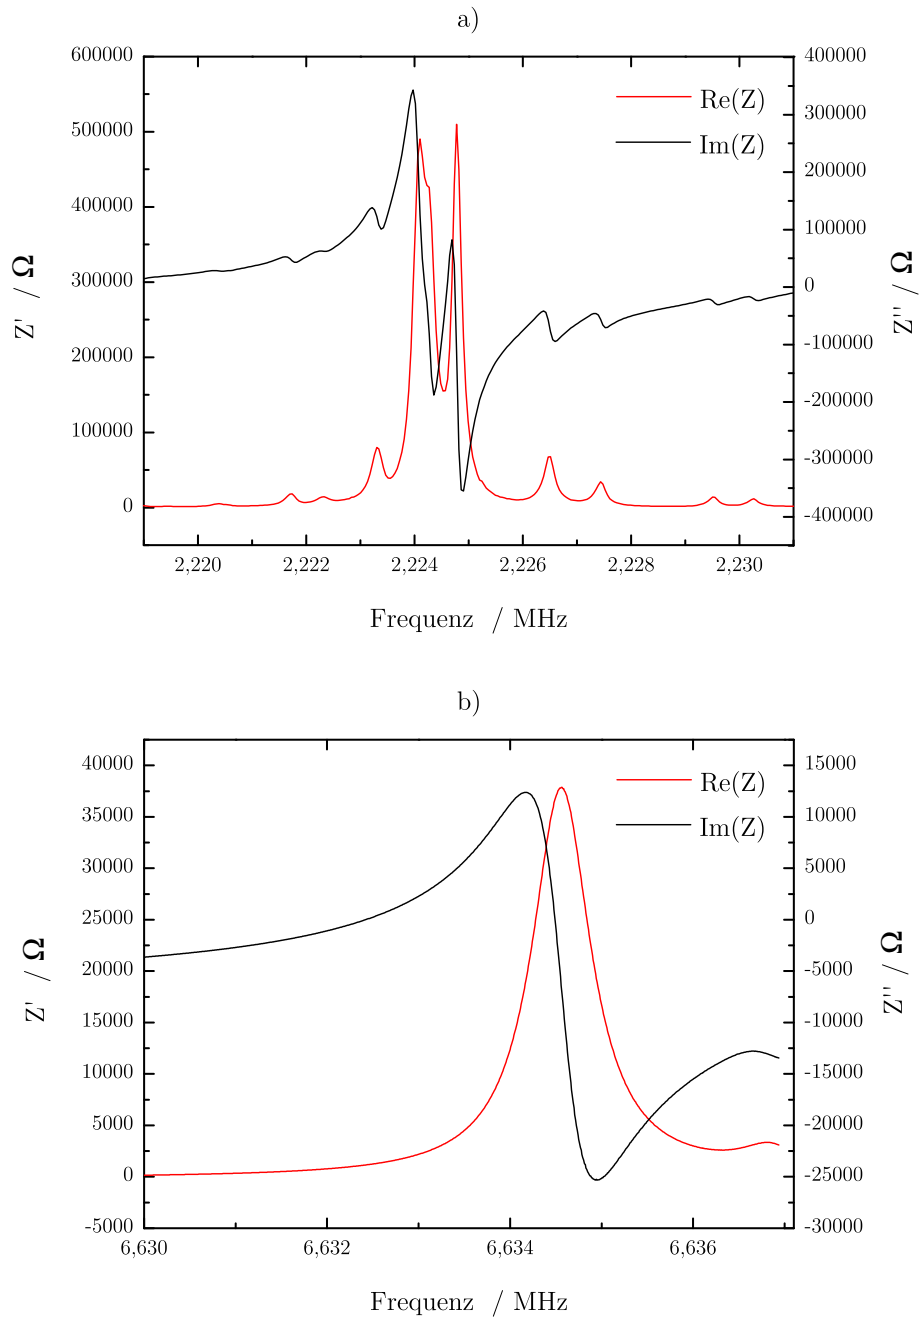 a)
600000
500000
400000
300000
200000
100000
0
Z' / Ω
400000
300000
200000
100000
0
-100000
-200000
-300000
-400000
Z'' / Ω
Re(Z)
Im(Z)
2,220 2,222 2,224 2,226 2,228 2,230
Frequenz / MHz
b)
40000
35000
30000
25000
20000
15000
10000
5000
0
-5000
Z' / Ω
15000
10000
5000
0
-5000
-10000
-15000
-20000
-25000
-30000
Z'' / Ω
Re(Z)
Im(Z)
6,630 6,632 6,634 6,636
Frequenz / MHz